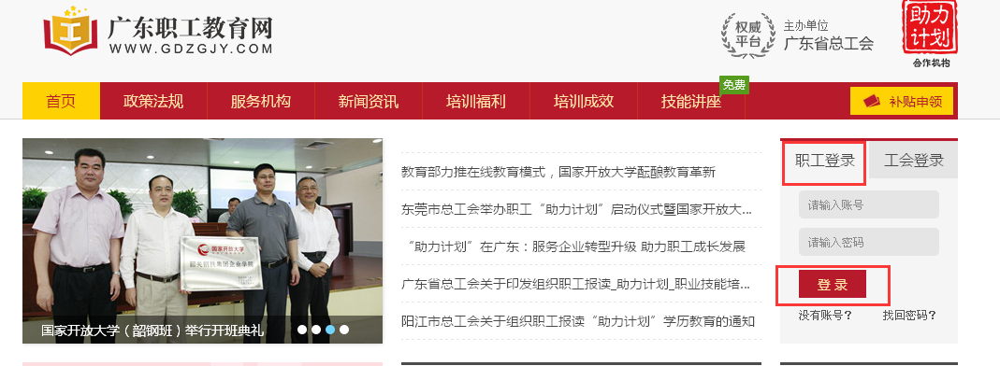 广东职工教育网
WWW.GDZGJY.COM
权威
平台
主办单位
广东省总工会
助力
计划
合作机构
免费
首页 政策法规 服务机构 新闻资讯 培训福利 培训成效 技能讲座 补贴申领
国家开放大学
韶关钢铁集团企业学院
国家开放大学（韶钢班）举行开班典礼
教育部力推在线教育模式，国家开放大学酝酿教育革新
东莞市总工会举办职工“助力计划”启动仪式暨国家开放大...
“助力计划”在广东：服务企业转型升级 助力职工成长发展
广东省总工会关于印发组织职工报读_助力计划_职业技能培...
阳江市总工会关于组织职工报读“助力计划”学历教育的通知
职工登录 工会登录
请输入账号
请输入密码
登 录
没有账号？ 找回密码？